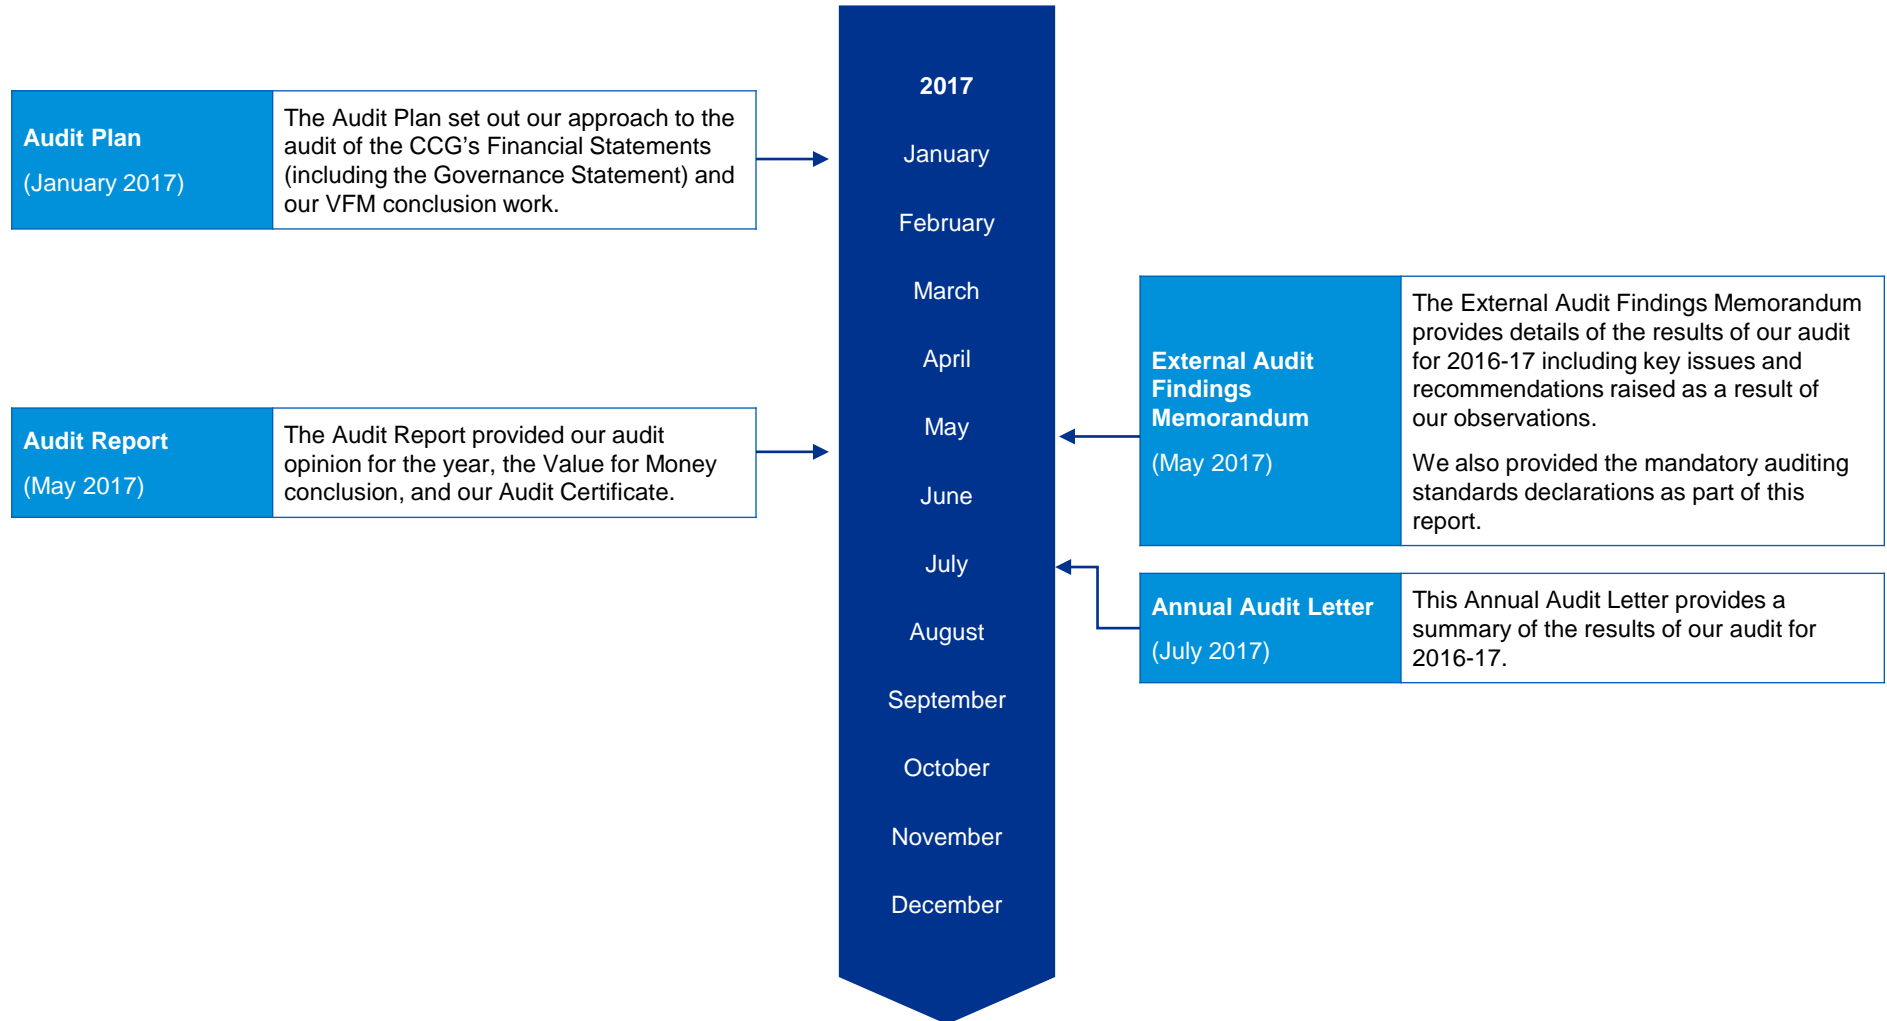 Audit Plan
(January 2017)
The Audit Plan set out our approach to the
audit of the CCG’s Financial Statements
(including the Governance Statement) and
our VFM conclusion work.
Audit Report
(May 2017)
The Audit Report provided our audit
opinion for the year, the Value for Money
conclusion, and our Audit Certificate.
2017
January
February
March
April
May
June
July
August
September
October
November
December
External Audit
Findings
Memorandum
(May 2017)
The External Audit Findings Memorandum
provides details of the results of our audit
for 2016-17 including key issues and
recommendations raised as a result of
our observations.
We also provided the mandatory auditing
standards declarations as part of this
report.
Annual Audit Letter
(July 2017)
This Annual Audit Letter provides a
summary of the results of our audit for
2016-17.